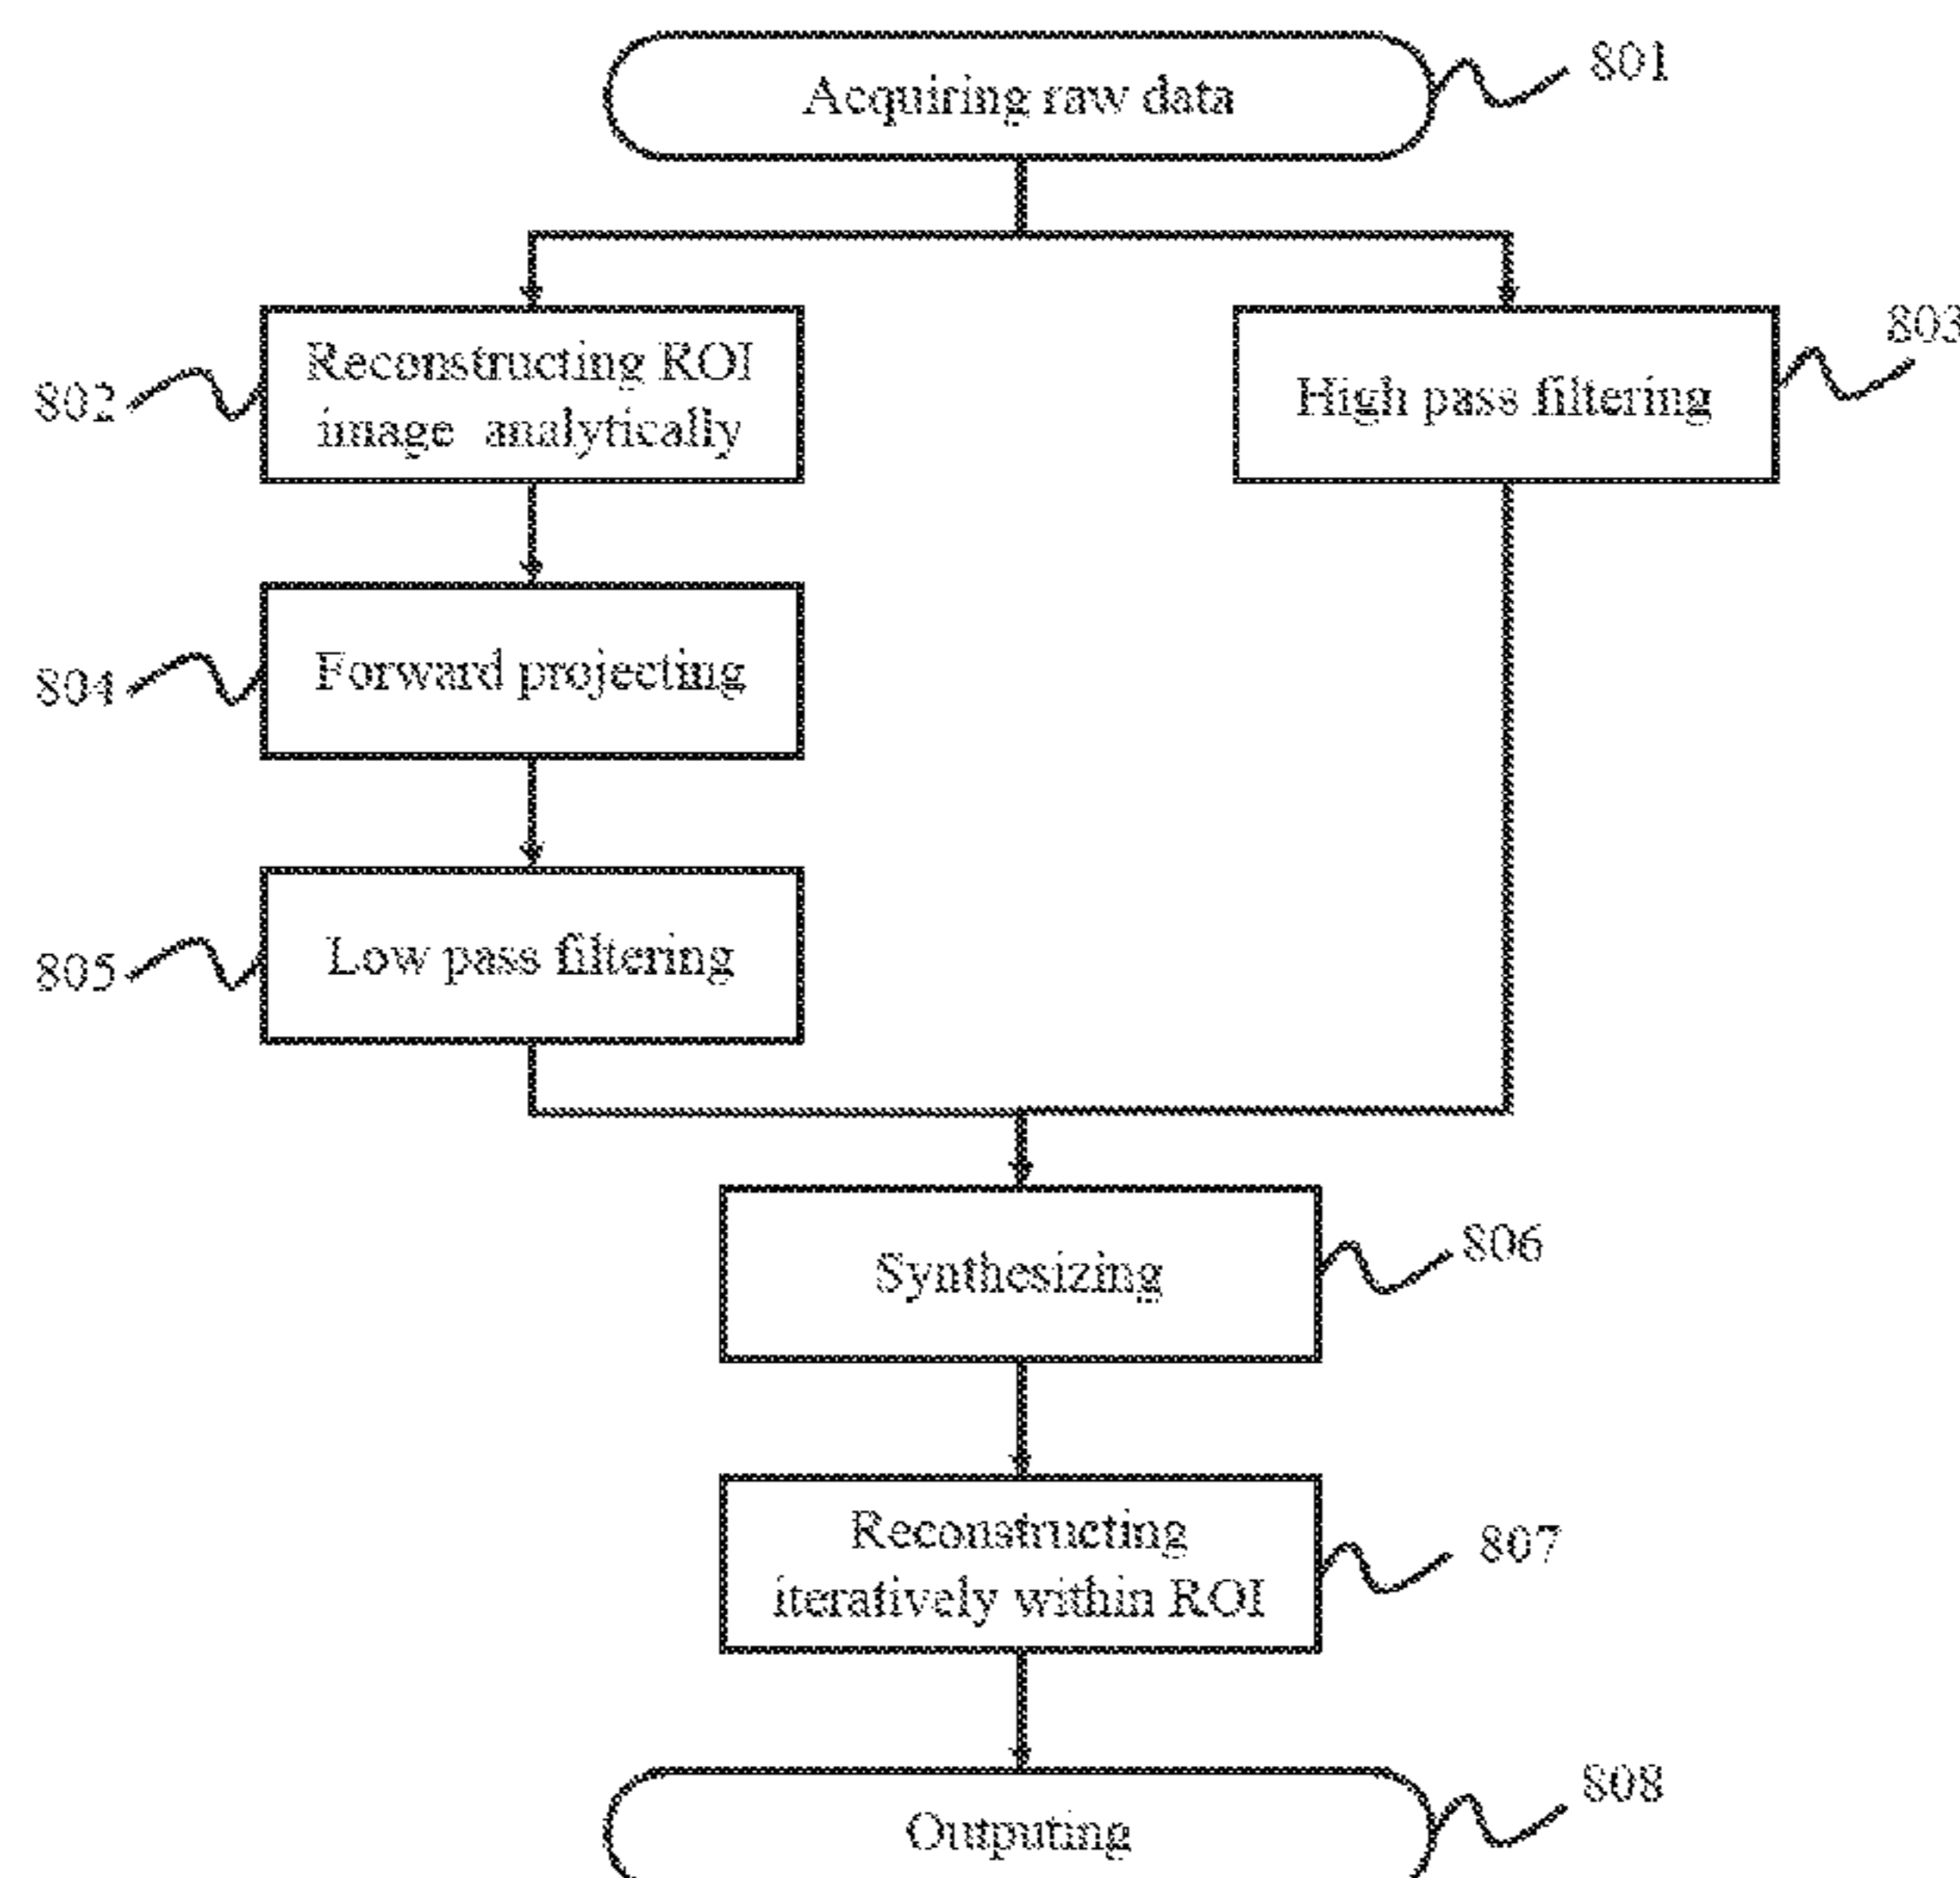 Acquiring raw data
801
Reconstructing ROI
image analytically
802
High pass filtering
803
Forward projecting
804
Low pass filtering
805
Synthesizing
806
Reconstructing
iteratively within ROI
807
Outputing
808